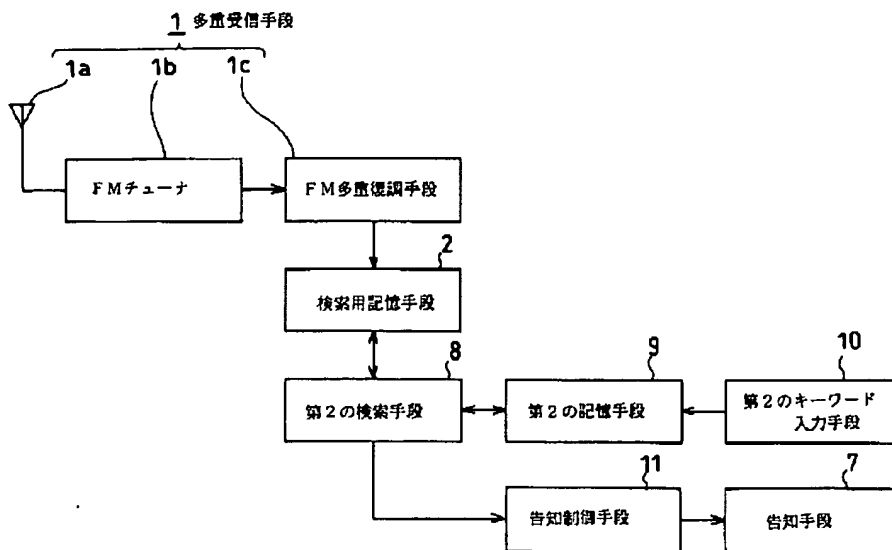 1 多重受信手段
1a 1b 1c
FMチューナ
FM多重復調手段
2
検索用記憶手段
8
第2の検索手段
9
第2の記憶手段
10
第2のキーワード
入力手段
11
告知制御手段
7
告知手段